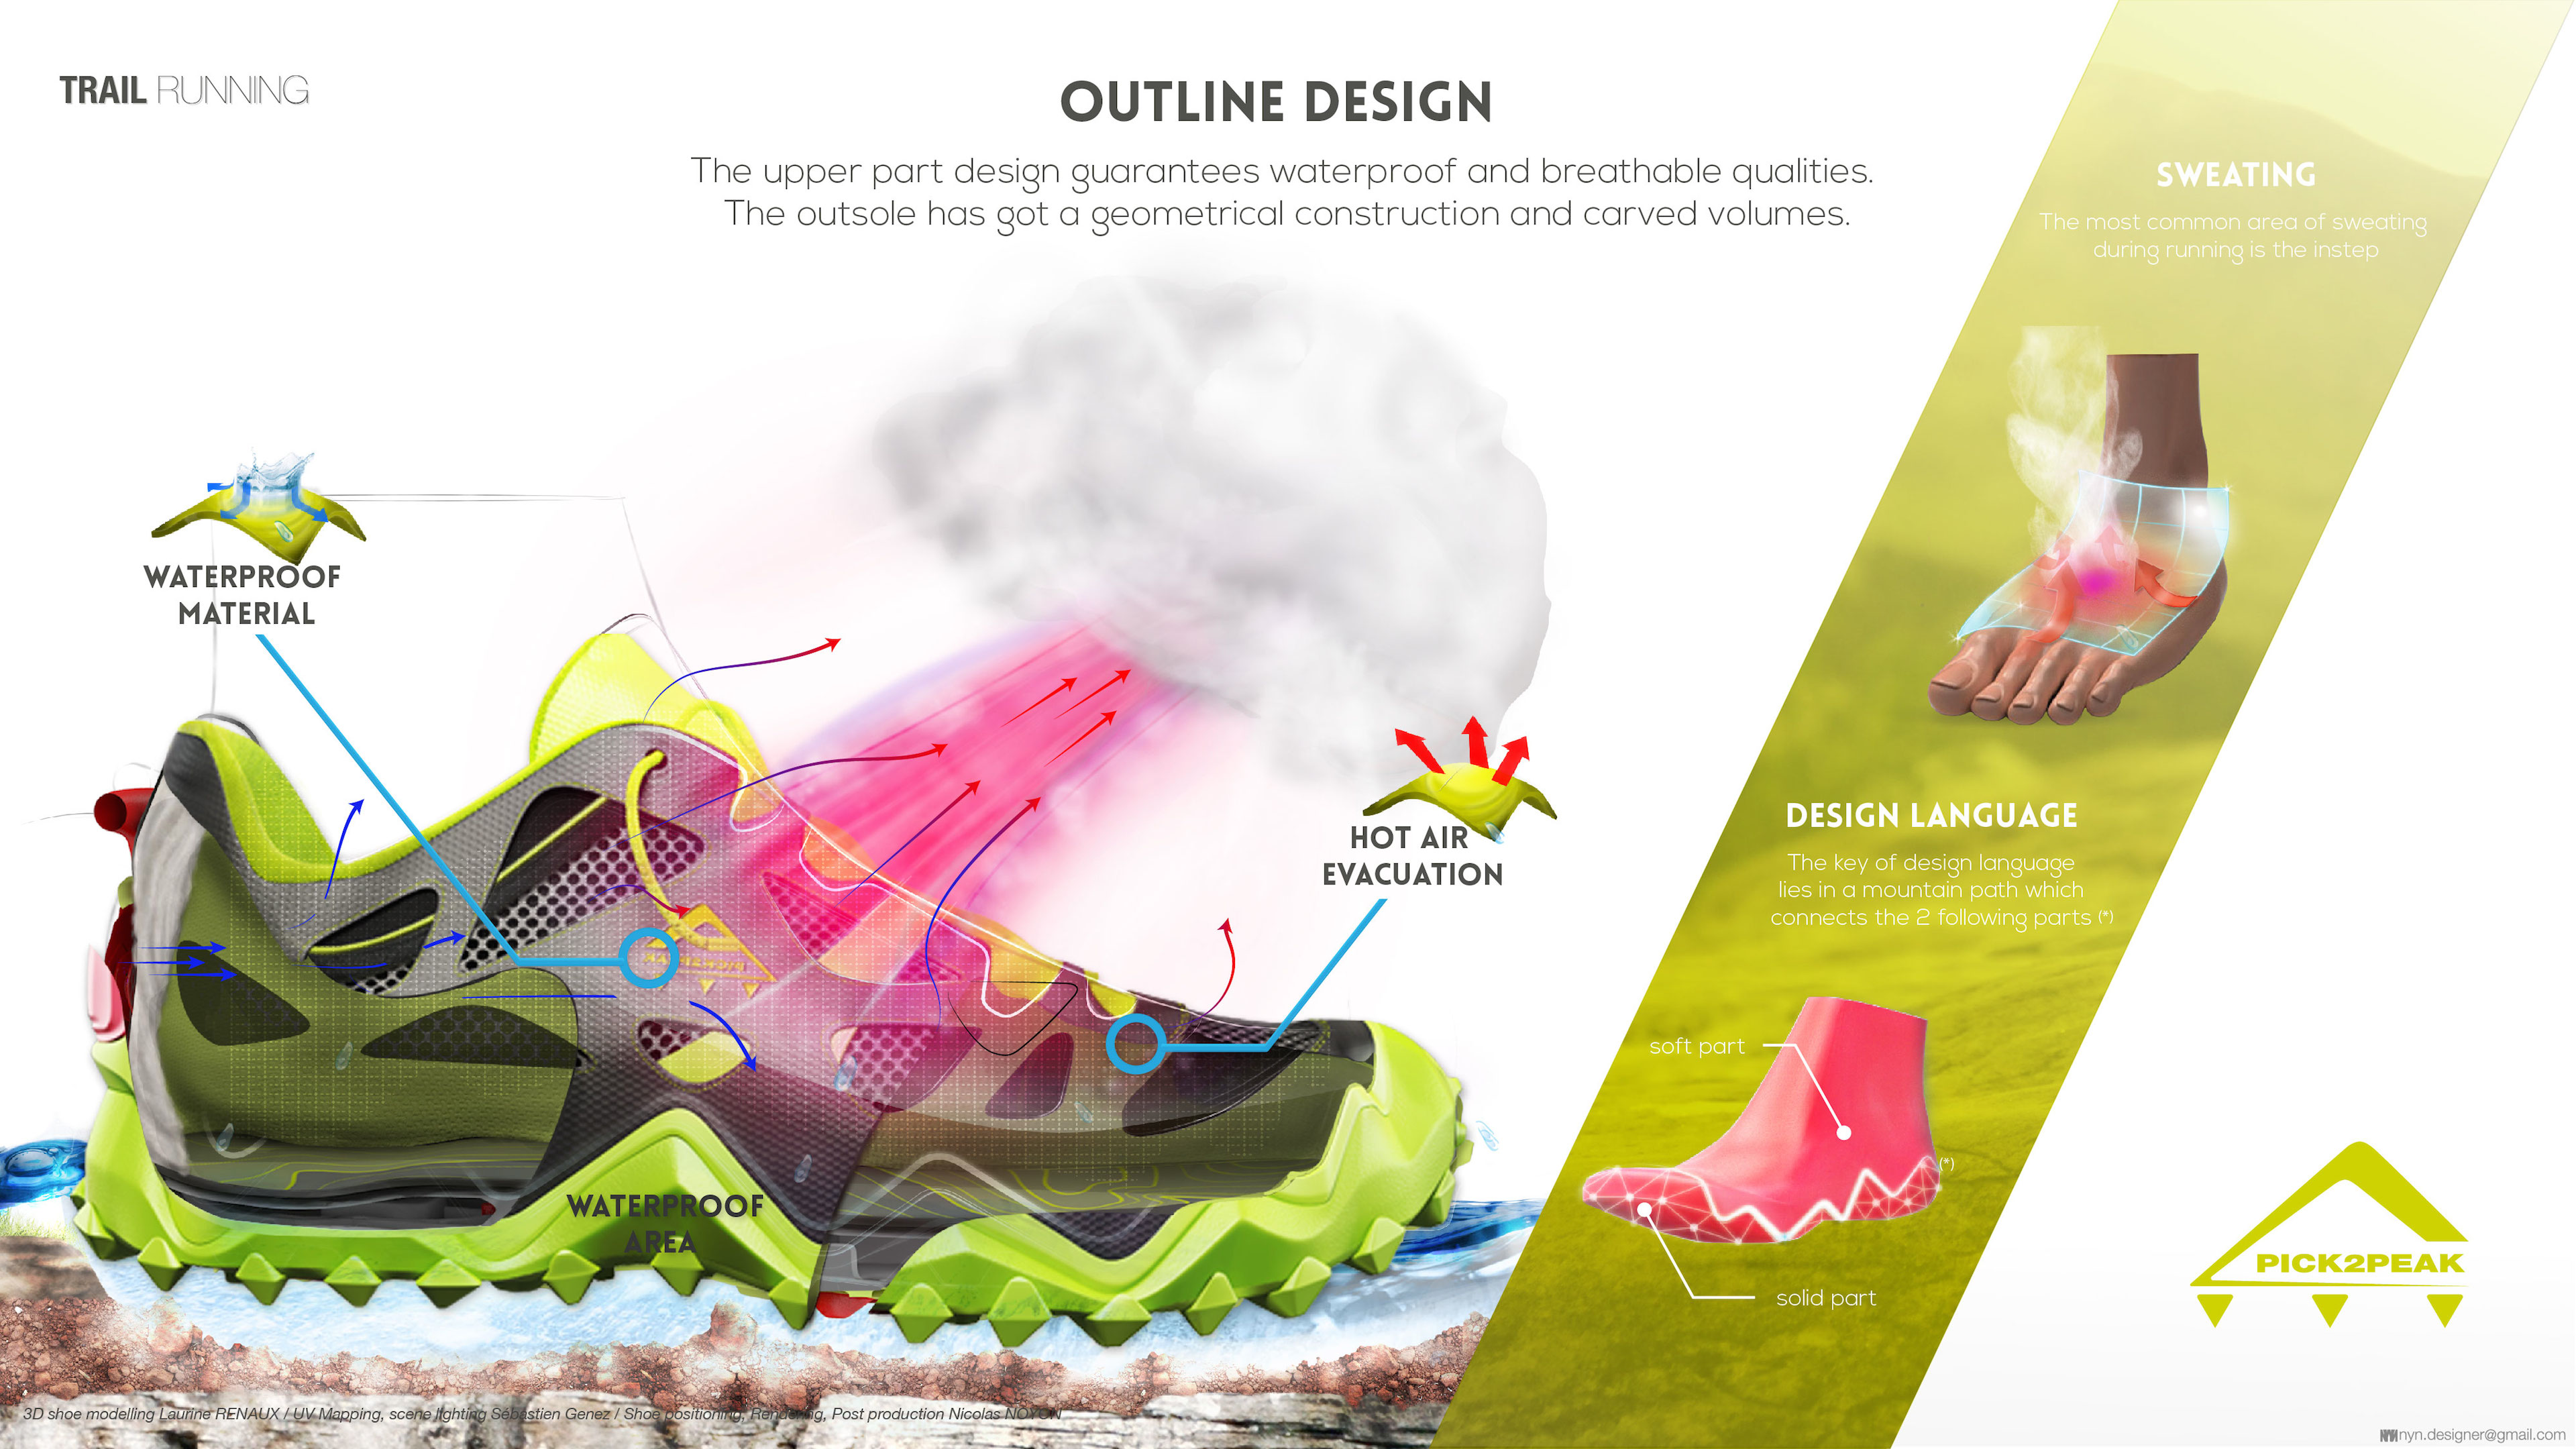 TRAIL RUNNING
OUTLINE DESIGN
The upper part design guarantees waterproof and breathable qualities.
The outsole has got a geometrical construction and carved volumes.
SWEATING
The most common area of sweating
during running is the instep
WATERPROOF
MATERIAL
HOT AIR
EVACUATION
DESIGN LANGUAGE
The key of design language
lies in a mountain path which
connects the 2 following parts (*)
soft part
(*)
solid part
WATERPROOF
AREA
PICK2PEAK
3D shoe modelling Laurine RENAUX / UV Mapping, scene lighting Sébastien Genez / Shoe positioning, Rendering, Post production Nicolas NOYON
nyn.designer@gmail.com